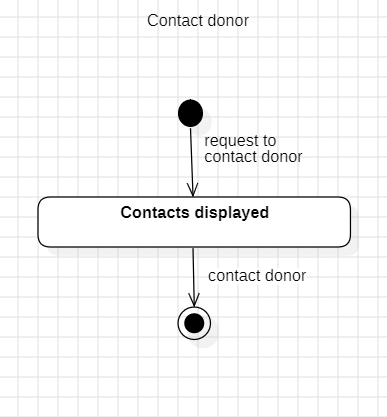 Contact donor
request to
contact donor
Contacts displayed
contact donor